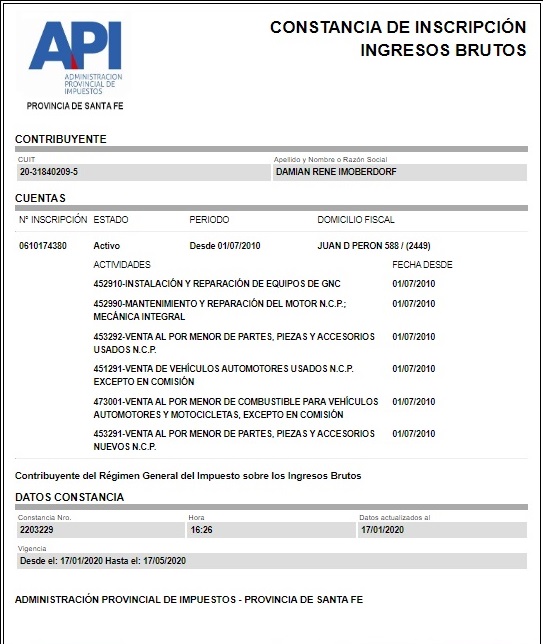 API
ADMINISTRACION
PROVINCIAL DE
IMPUESTOS
PROVINCIA DE SANTA FE
CONSTANCIA DE INSCRIPCIÓN
INGRESOS BRUTOS
CONTRIBUYENTE
CUIT Apellido y Nombre o Razón Social
20-31840209-5 DAMIAN RENE IMOBERDORF
CUENTAS
Nº INSCRIPCIÓN ESTADO PERIODO DOMICILIO FISCAL
0610174380 Activo Desde 01/07/2010 JUAN D PERON 588 / (2449)
ACTIVIDADES FECHA DESDE
452910-INSTALACIÓN Y REPARACIÓN DE EQUIPOS DE GNC 01/07/2010
452990-MANTENIMIENTO Y REPARACIÓN DEL MOTOR N.C.P.; 01/07/2010
MECÁNICA INTEGRAL
453292-VENTA AL POR MENOR DE PARTES, PIEZAS Y ACCESORIOS 01/07/2010
USADOS N.C.P.
451291-VENTA DE VEHÍCULOS AUTOMOTORES USADOS N.C.P. 01/07/2010
EXCEPTO EN COMISIÓN
473001-VENTA AL POR MENOR DE COMBUSTIBLE PARA VEHÍCULOS 01/07/2010
AUTOMOTORES Y MOTOCICLETAS, EXCEPTO EN COMISIÓN
453291-VENTA AL POR MENOR DE PARTES, PIEZAS Y ACCESORIOS 01/07/2010
NUEVOS N.C.P.
Contribuyente del Régimen General del Impuesto sobre los Ingresos Brutos
DATOS CONSTANCIA
Constancia Nro. Hora Datos actualizados al
2203229 16:26 17/01/2020
Vigencia
Desde el: 17/01/2020 Hasta el: 17/05/2020
ADMINISTRACIÓN PROVINCIAL DE IMPUESTOS - PROVINCIA DE SANTA FE